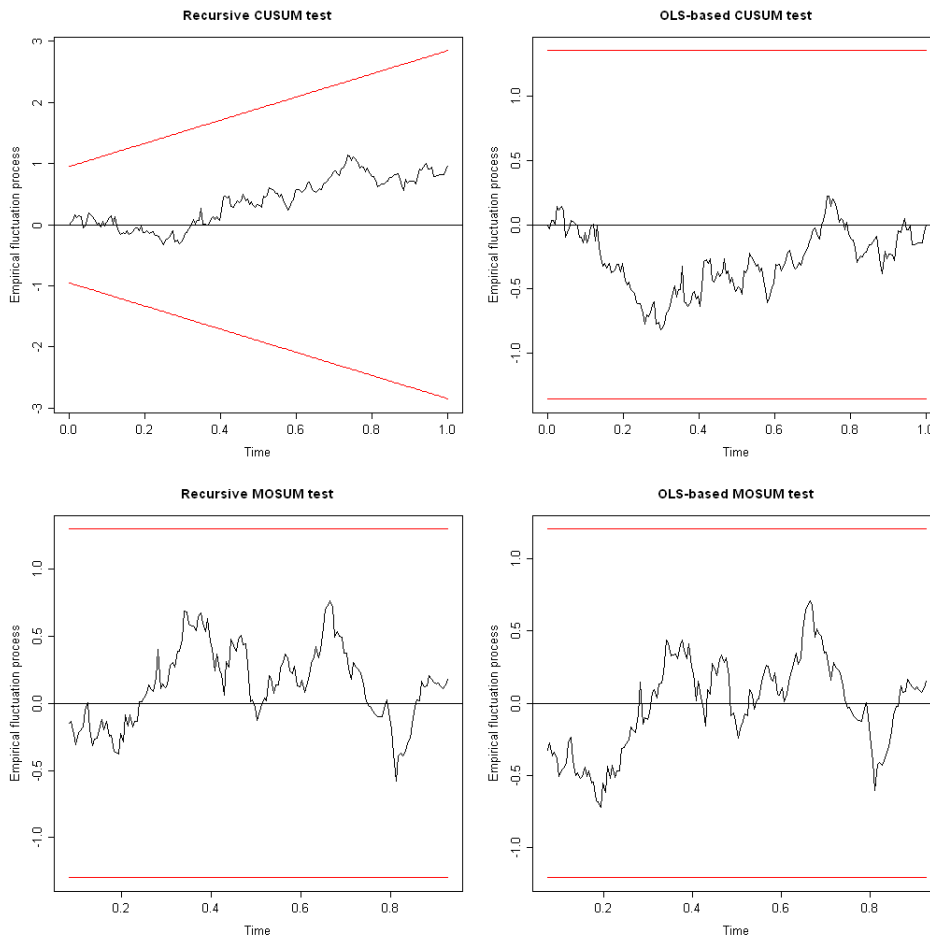 Recursive CUSUM test
Empirical fluctuation process
3
2
1
0
-1
-2
-3
0.0 0.2 0.4 0.6 0.8 1.0
Time
OLS-based CUSUM test
Empirical fluctuation process
1.0
0.5
0.0
-0.5
-1.0
0.0 0.2 0.4 0.6 0.8 1.0
Time
Recursive MOSUM test
Empirical fluctuation process
1.0
0.5
0.0
-0.5
-1.0
0.2 0.4 0.6 0.8
Time
OLS-based MOSUM test
Empirical fluctuation process
1.0
0.5
0.0
-0.5
-1.0
0.2 0.4 0.6 0.8
Time